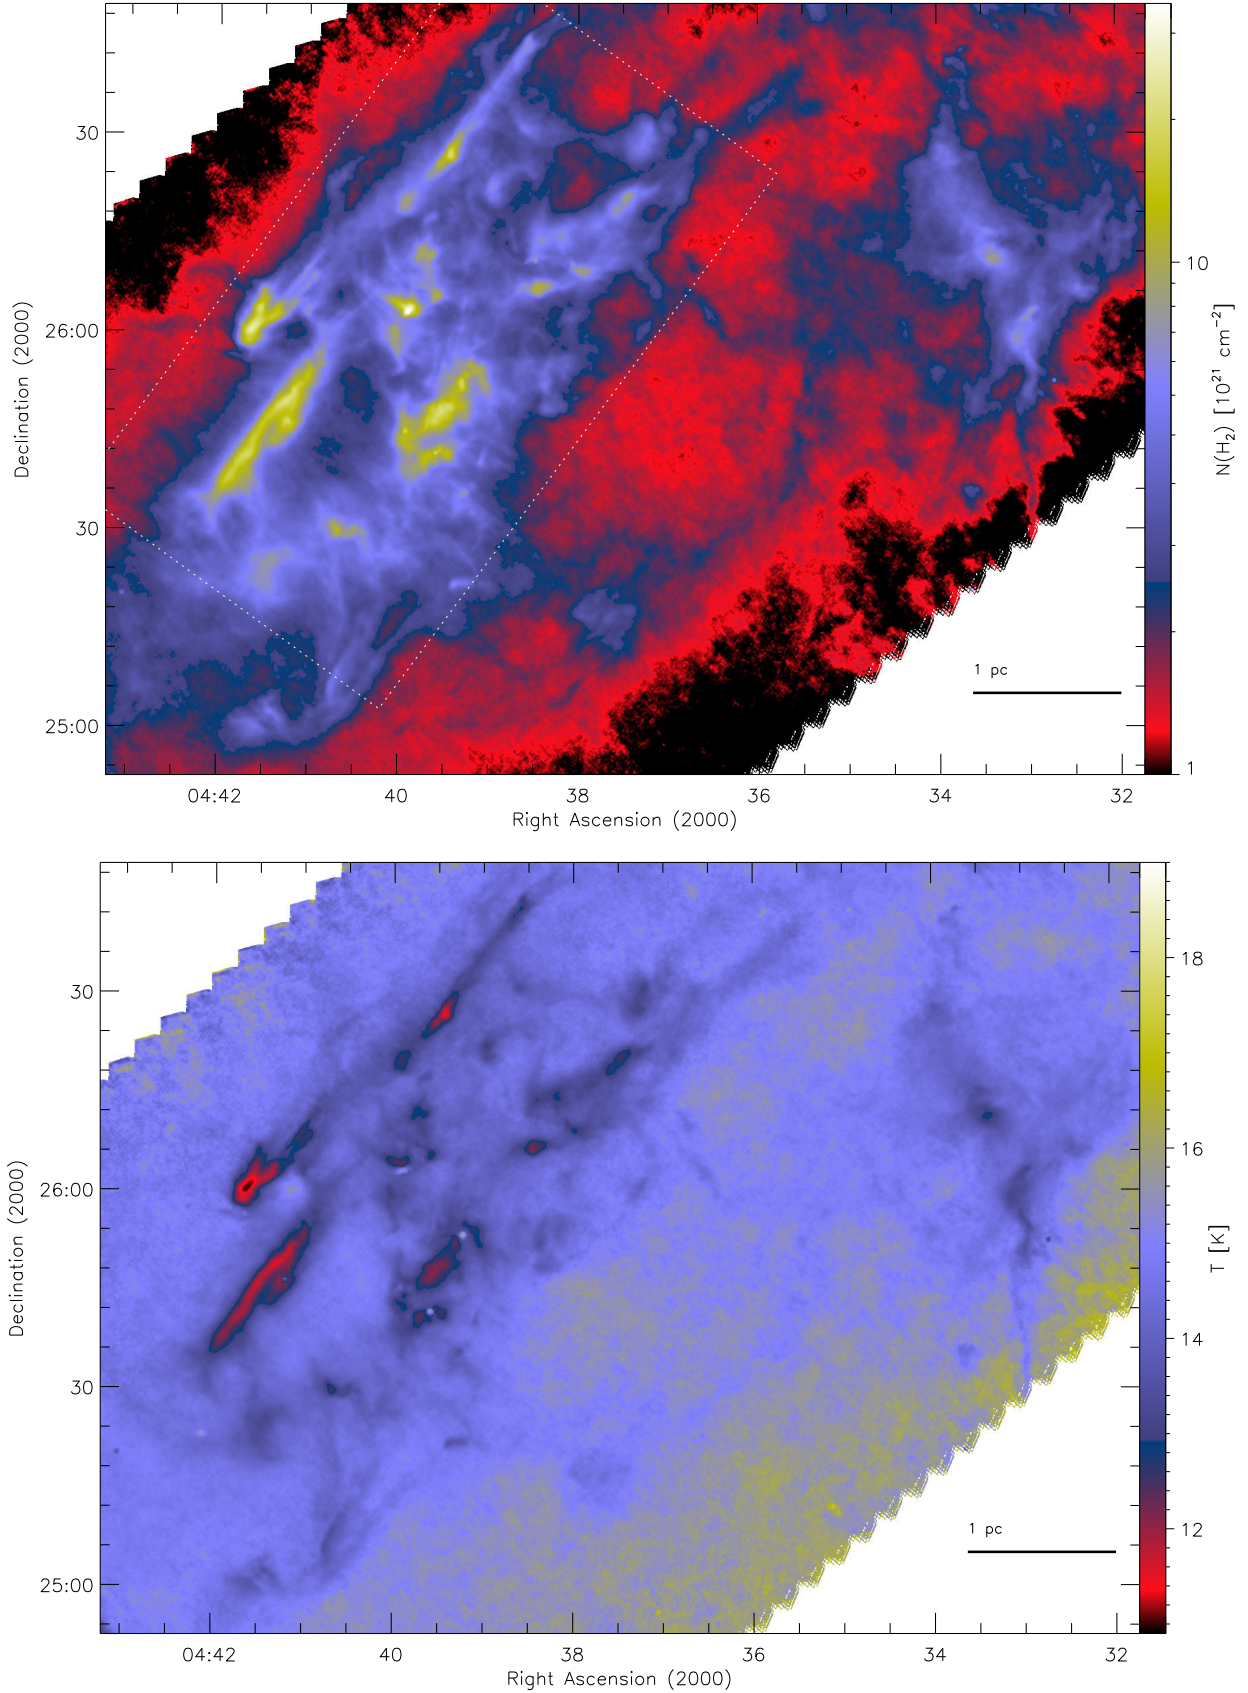 30
26:00
30
25:00
Declination (2000)
04:42 40 38 36 34 32
Right Ascension (2000)
1 pc
10
1
N(H₂) [10²¹ cm⁻²]
30
26:00
30
25:00
Declination (2000)
04:42 40 38 36 34 32
Right Ascension (2000)
1 pc
18
16
14
12
T [K]